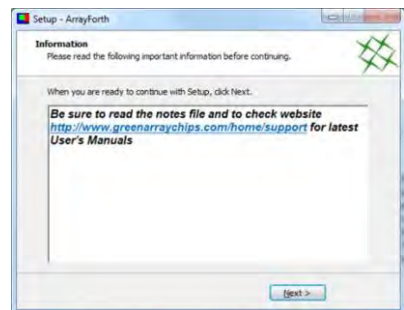 Setup - ArrayForth
Information
Please read the following important information before continuing.
When you are ready to continue with Setup, click Next.
Be sure to read the notes file and to check website
http://www.greenarraychips.com/home/support for latest
User's Manuals
Next >